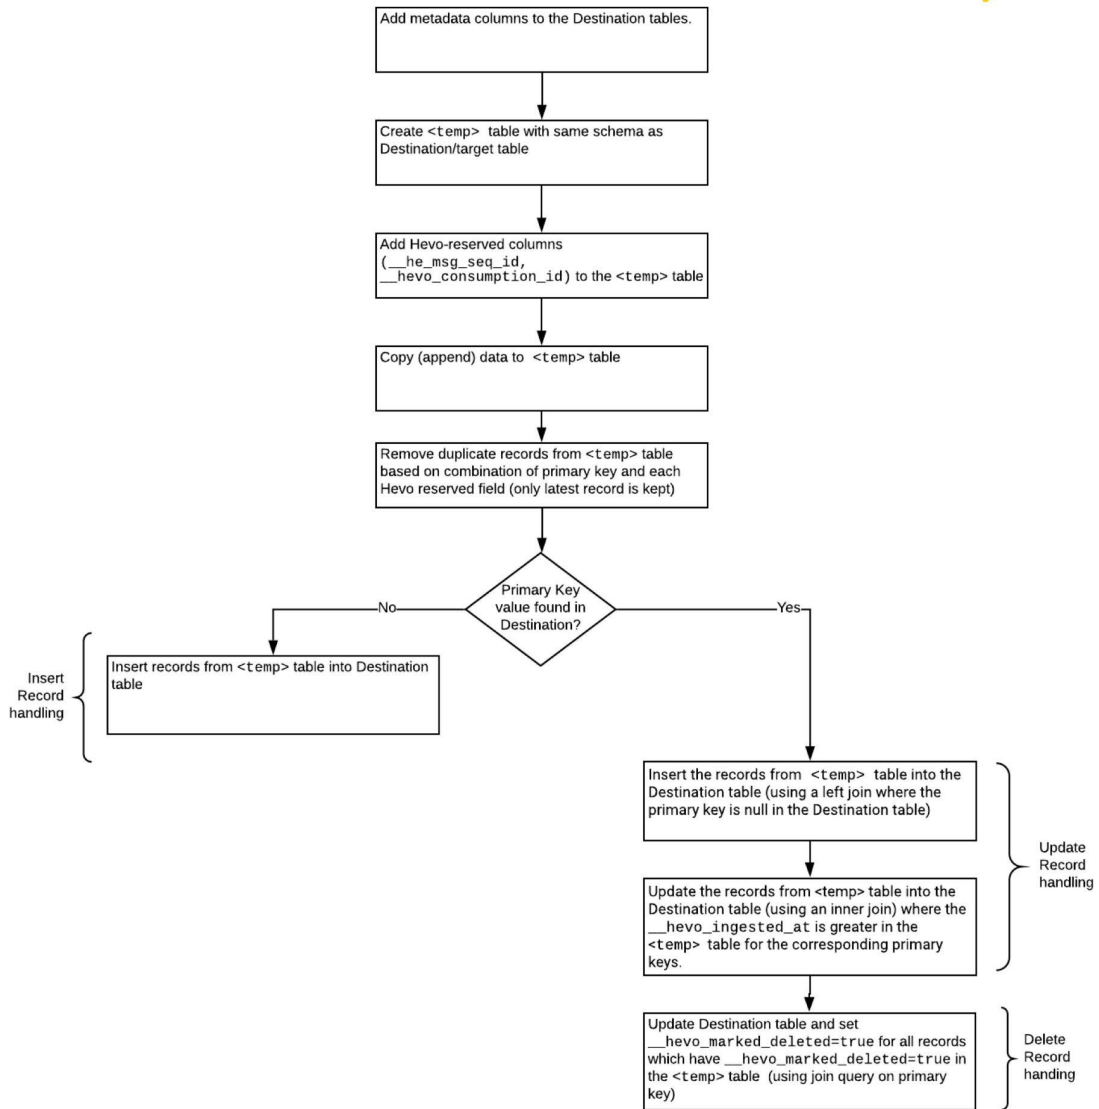 Add metadata columns to the Destination tables.
Create <temp> table with same schema as
Destination/target table
Add Hevo-reserved columns
(__he_msg_seq_id,
__hevo_consumption_id) to the <temp> table
Copy (append) data to <temp> table
Remove duplicate records from <temp> table
based on combination of primary key and each
Hevo reserved field (only latest record is kept)
Primary Key
value found in
Destination?
No
Yes
Insert
Record
handling
Insert records from <temp> table into Destination
table
Insert the records from <temp> table into the
Destination table (using a left join where the
primary key is null in the Destination table)
Update the records from <temp> table into the
Destination table (using an inner join) where the
__hevo_ingested_at is greater in the
<temp> table for the corresponding primary
keys.
Update
Record
handling
Update Destination table and set
__hevo_marked_deleted=true for all records
which have __hevo_marked_deleted=true in
the <temp> table (using join query on primary
key)
Delete
Record
handing